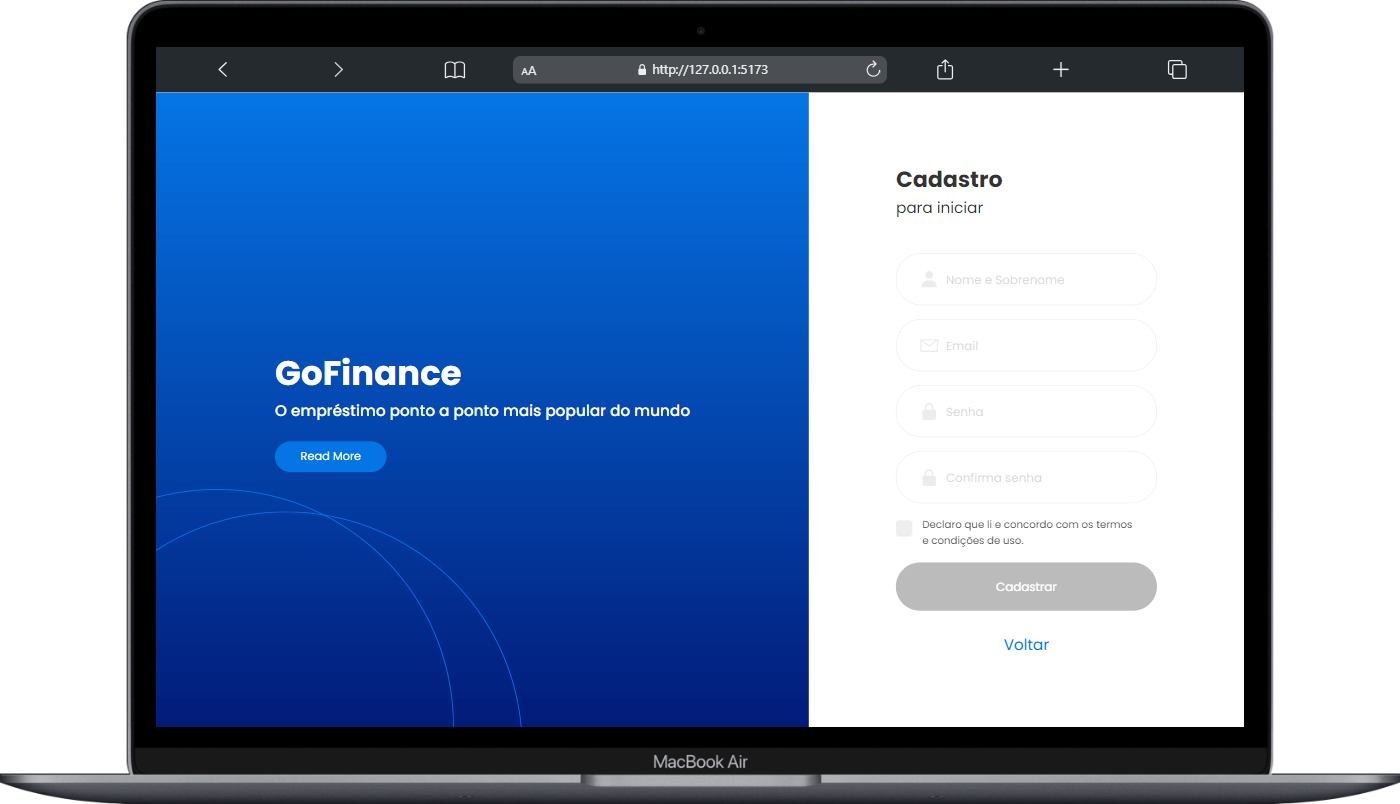 AA
http://127.0.0.1:5173
GoFinance
O empréstimo ponto a ponto mais popular do mundo
Read More
Cadastro
para iniciar
Nome e Sobrenome
Email
Senha
Confirma senha
Declaro que li e concordo com os termos
e condições de uso.
Cadastrar
Voltar
MacBook Air